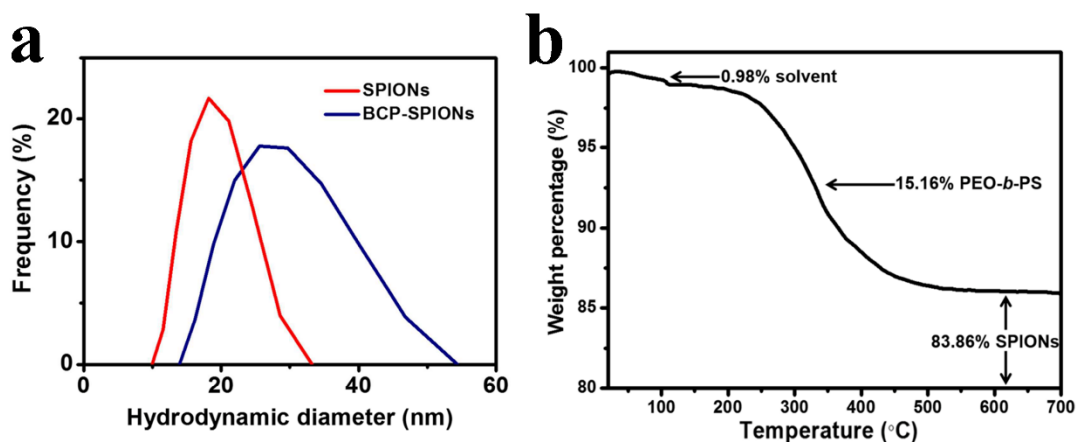 a
Frequency (%)
20
10
0
0
20
40
60
Hydrodynamic diameter (nm)
SPIONs
BCP-SPIONs
b
Weight percentage (%)
100
95
90
85
80
100
200
300
400
500
600
700
Temperature (°C)
0.98% solvent
15.16% PEO-b-PS
83.86% SPIONs